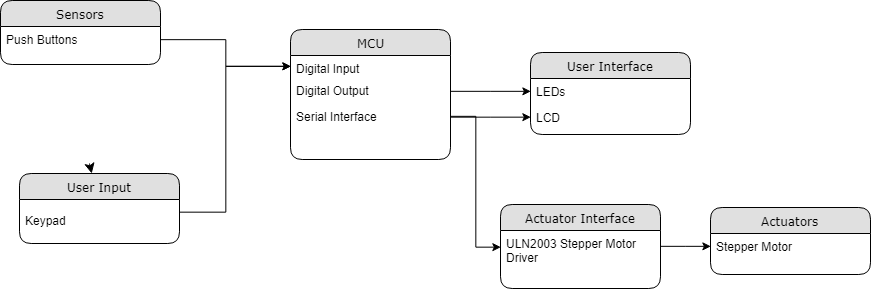 Sensors
Push Buttons
MCU
Digital Input
Digital Output
Serial Interface
User Interface
LEDs
LCD
User Input
Keypad
Actuator Interface
ULN2003 Stepper Motor
Driver
Actuators
Stepper Motor